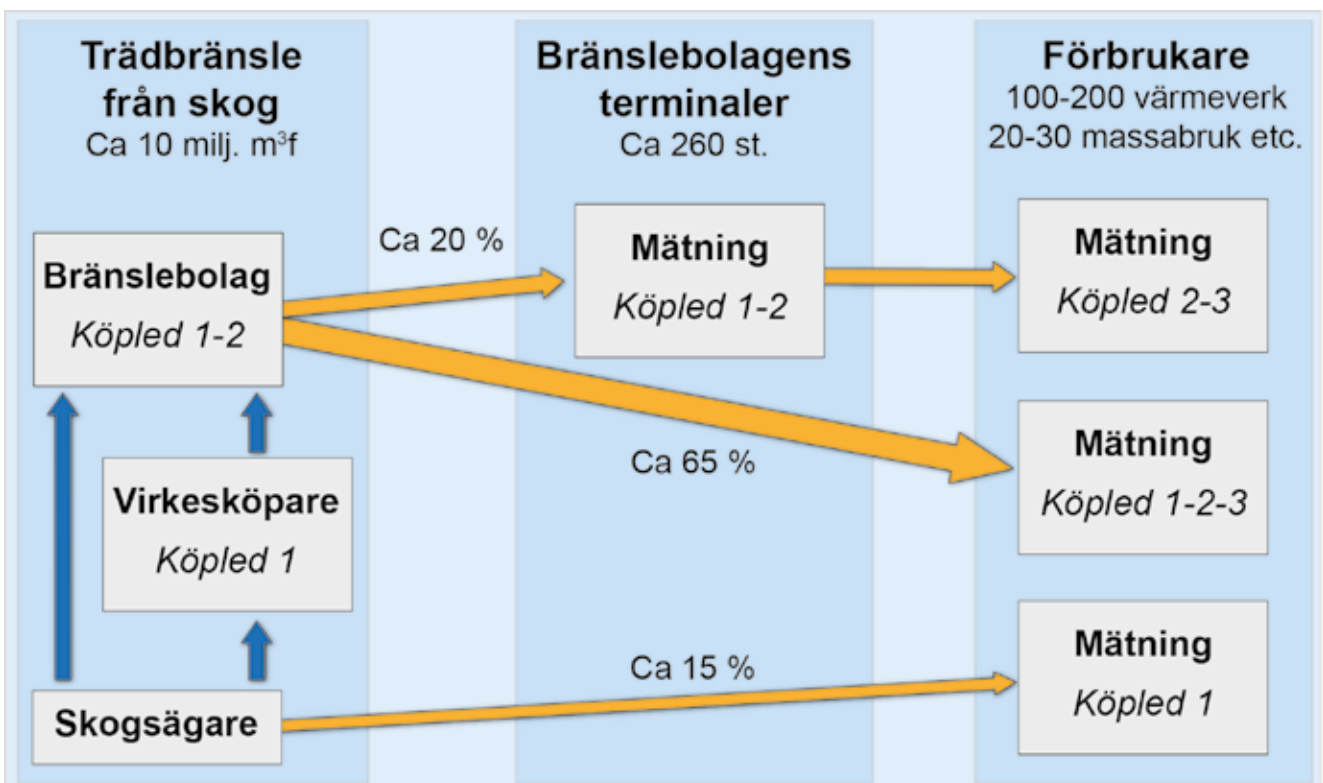 Trädbränsle
från skog
Ca 10 milj. m³f
Bränslebolagens
terminaler
Ca 260 st.
Förbrukare
100-200 värmeverk
20-30 massabruk etc.
Bränslebolag
Köpled 1-2
Ca 20 %
Mätning
Köpled 1-2
Mätning
Köpled 2-3
Virkesköpare
Köpled 1
Ca 65 %
Mätning
Köpled 1-2-3
Skogsägare
Ca 15 %
Mätning
Köpled 1